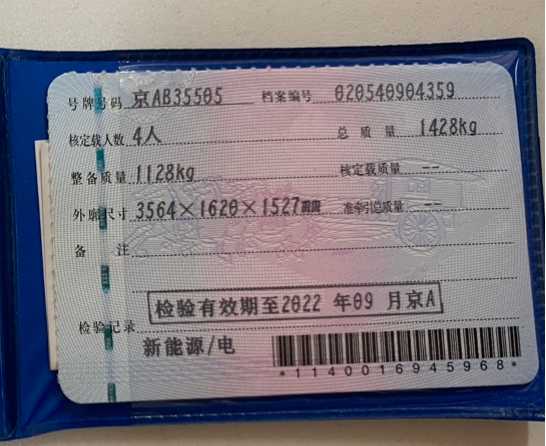 号牌号码 京AB35505 档案编号 020540904359
核定载人数 4人 总质量 1428kg
整备质量 1128kg 核定载质量 --
外廓尺寸 3564×1620×1527mm 准牵引总质量 --
备注
检验有效期至2022 年09 月京A
检验记录
新能源/电
*1140016945968*